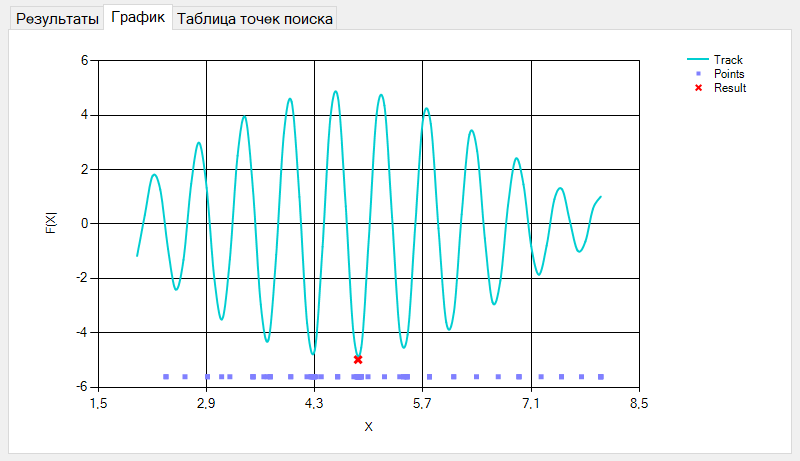 Результаты График Таблица точек поиска
6
4
2
0
-2
-4
-6
F(X|
1,5 2,9 4,3 5,7 7,1 8,5
X
Track
Points
Result